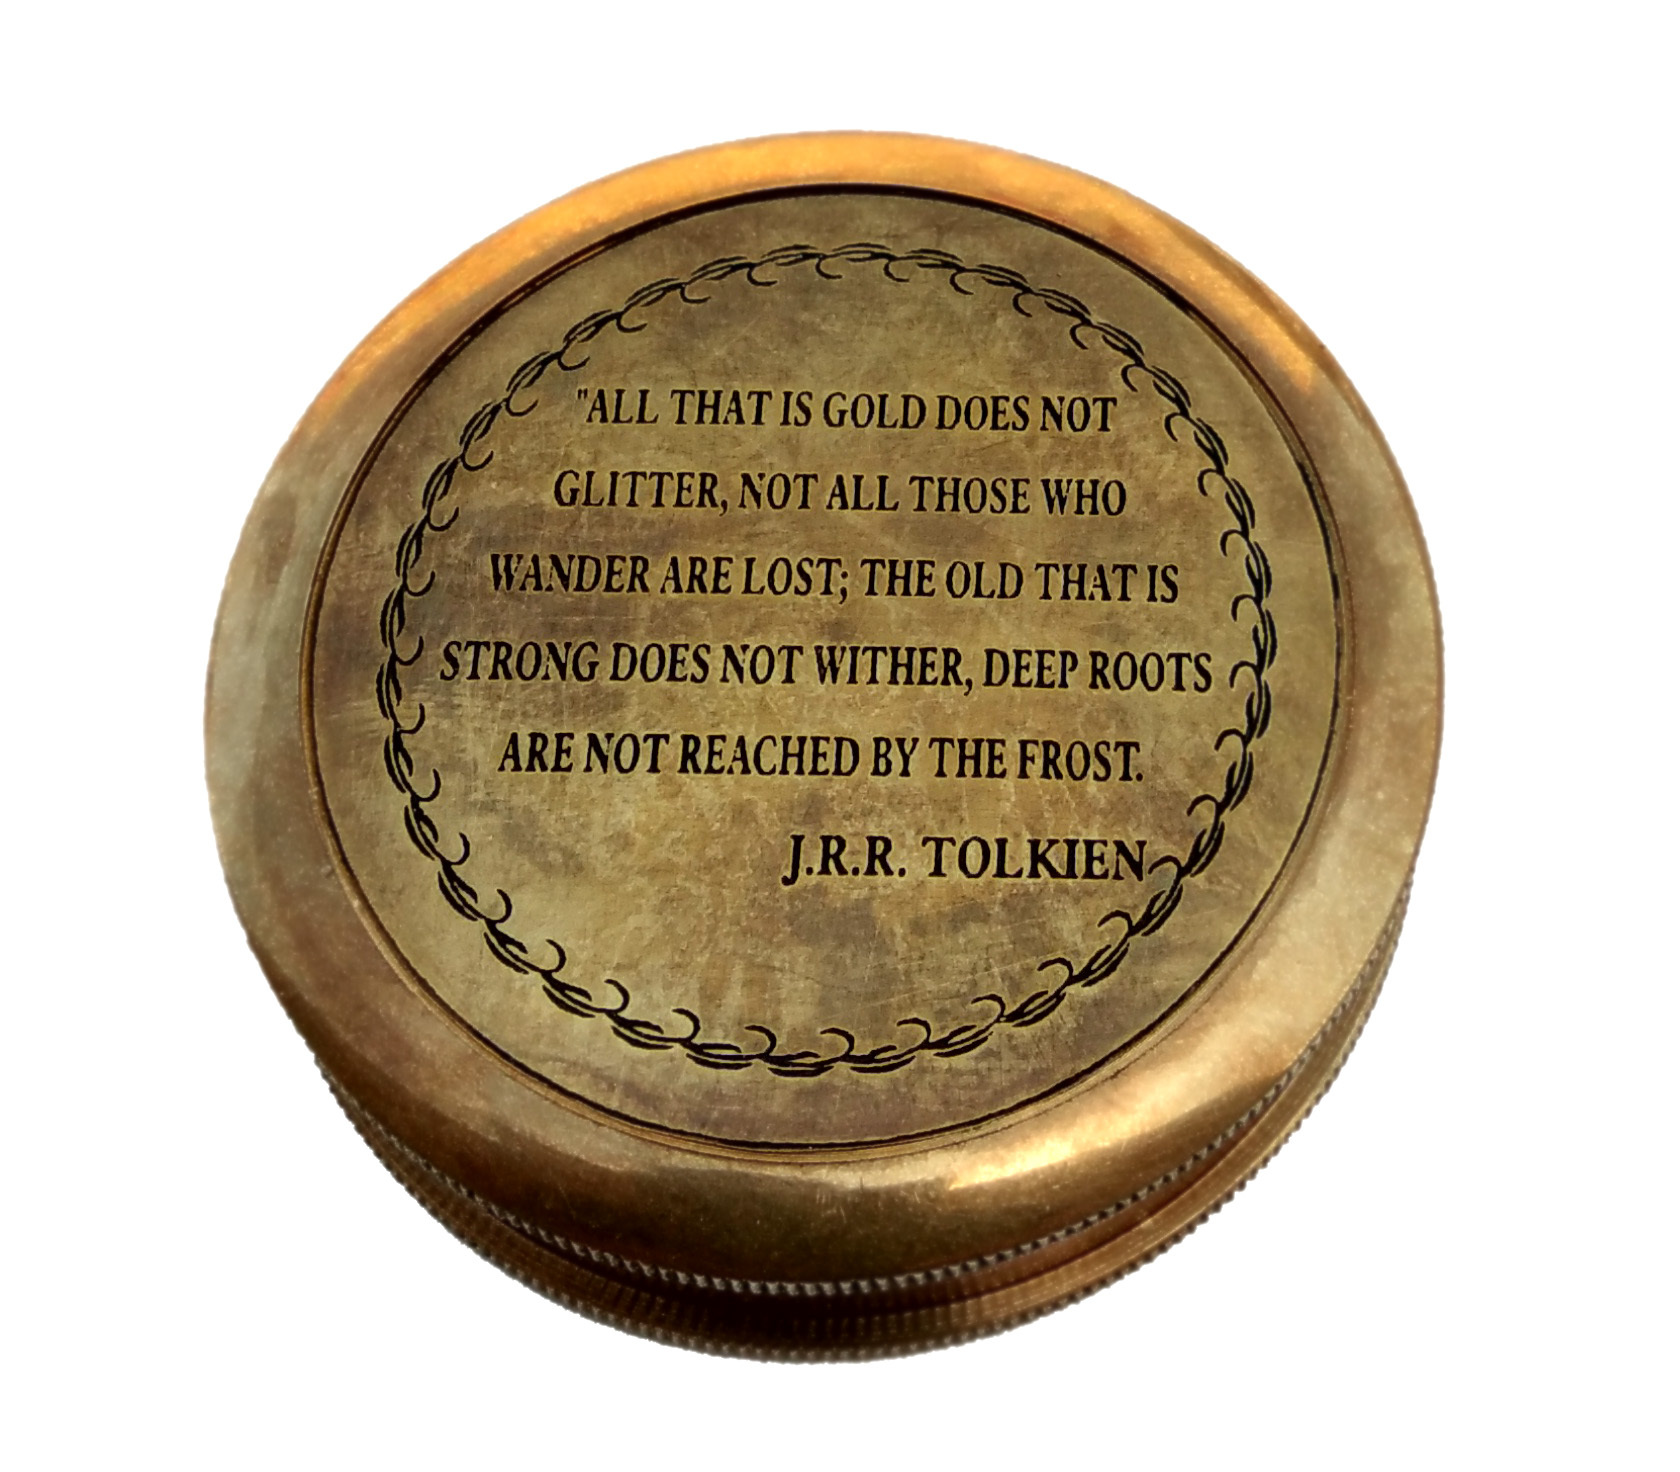 "ALL THAT IS GOLD DOES NOT
GLITTER, NOT ALL THOSE WHO
WANDER ARE LOST; THE OLD THAT IS
STRONG DOES NOT WITHER, DEEP ROOTS
ARE NOT REACHED BY THE FROST.
J.R.R. TOLKIEN